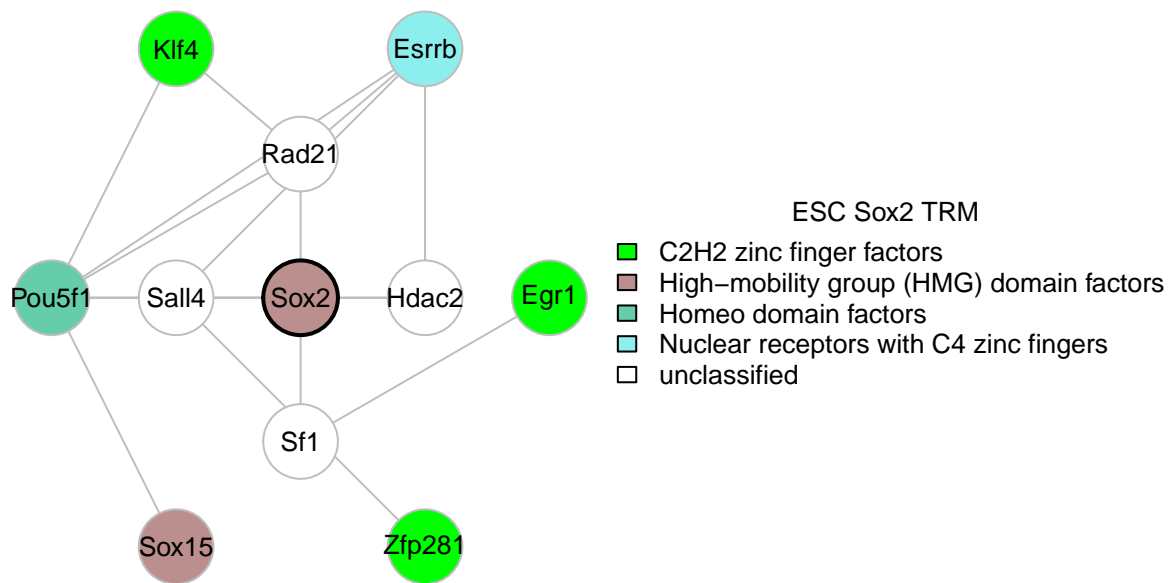 Klf4
Esrrb
Rad21
Pou5f1
Sall4
Sox2
Hdac2
Egr1
Sf1
Sox15
Zfp281
ESC Sox2 TRM
C2H2 zinc finger factors
High−mobility group (HMG) domain factors
Homeo domain factors
Nuclear receptors with C4 zinc fingers
unclassified